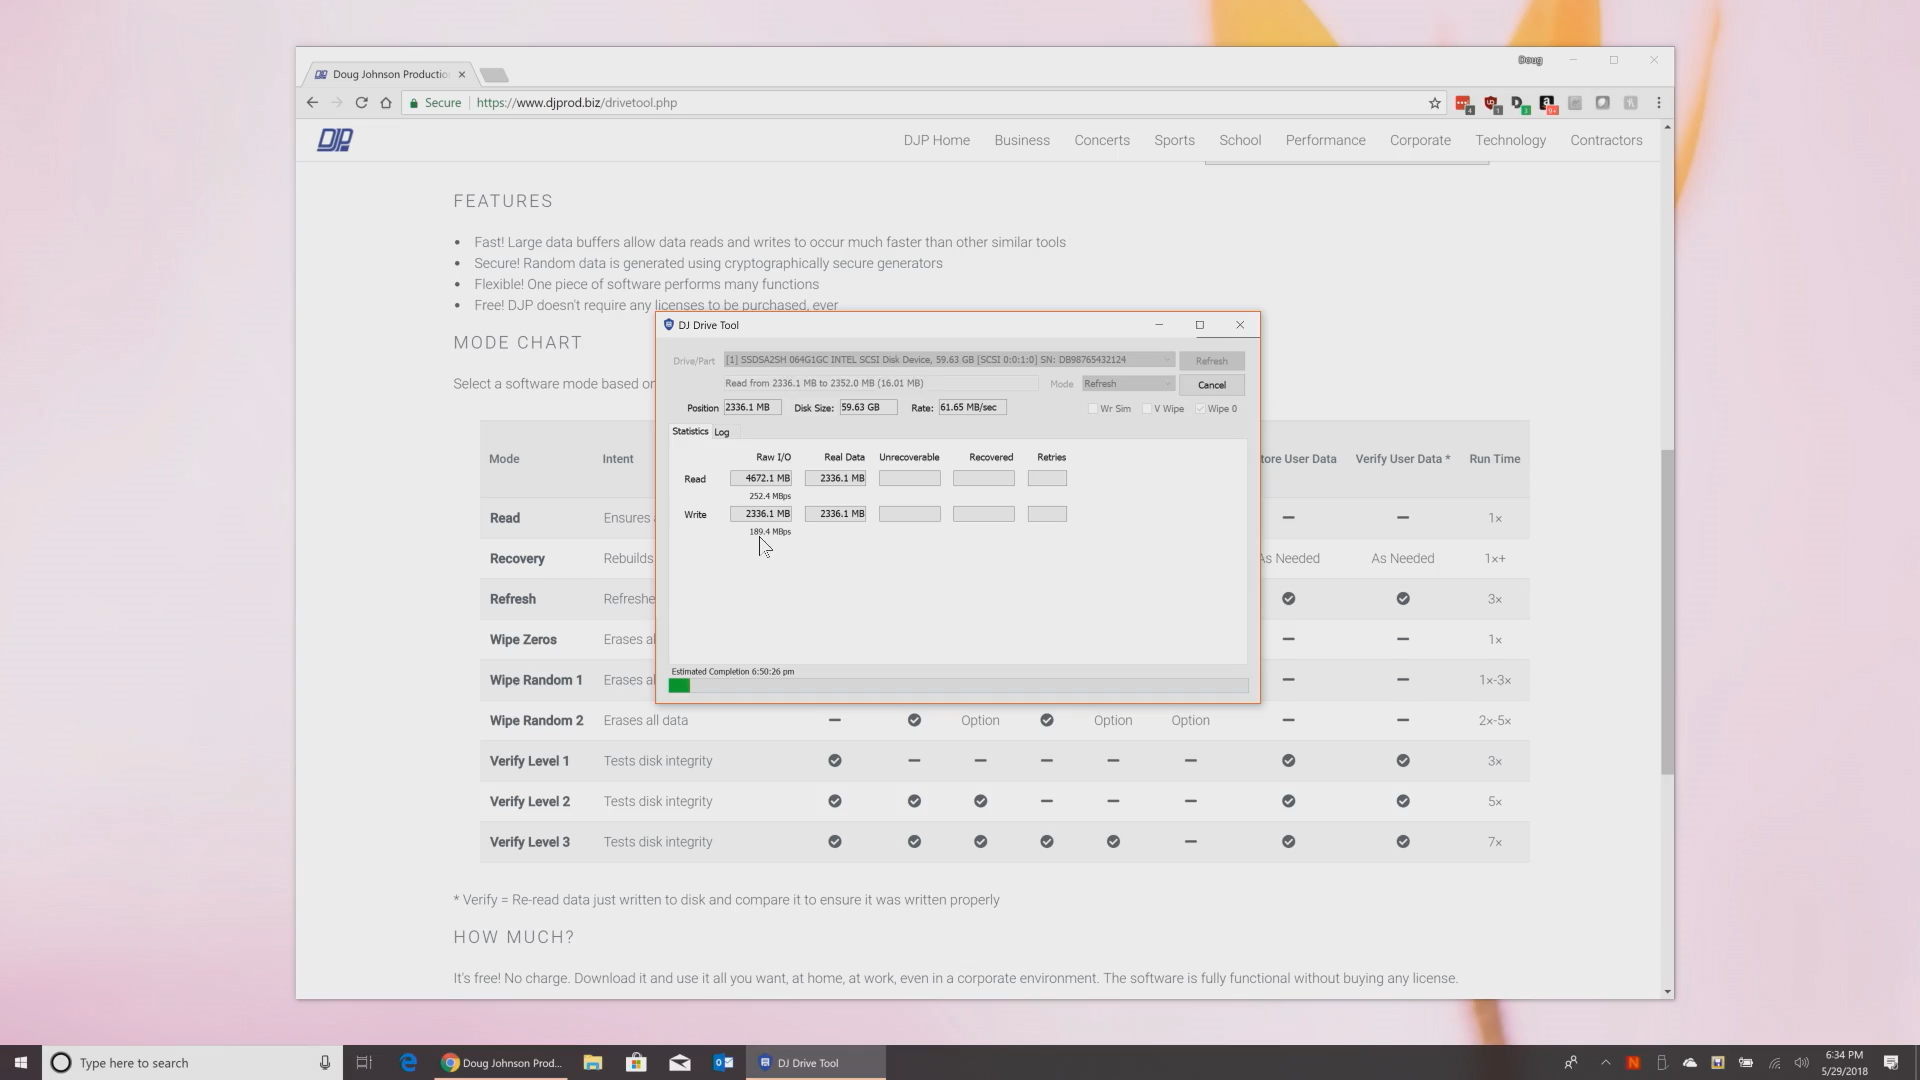 Doug Johnson Productio
Doug
Secure
https://www.djprod.biz/drivetool.php
DJP
DJP Home
Business
Concerts
Sports
School
Performance
Corporate
Technology
Contractors
FEATURES
• Fast! Large data buffers allow data reads and writes to occur much faster than other similar tools
• Secure! Random data is generated using cryptographically secure generators
• Flexible! One piece of software performs many functions
• Free! DJP doesn't require any licenses to be purchased, ever
MODE CHART
Select a software mode based on
DJ Drive Tool
Drive/Part [1] SSDSA2SH 064G1GC INTEL SCSI Disk Device, 59.63 GB [SCSI 0:0:1:0] SN: DB98765432124 Refresh
Read from 2336.1 MB to 2352.0 MB (16.01 MB) Mode Refresh Cancel
Position 2336.1 MB Disk Size: 59.63 GB Rate: 61.65 MB/sec Wr Sim V Wipe Wipe 0
Statistics Log
Raw I/O Real Data Unrecoverable Recovered Retries
Read 4672.1 MB 2336.1 MB
252.4 MBps
Write 2336.1 MB 2336.1 MB
189.4 MBps
Estimated Completion 6:50:26 pm
Mode Intent tore User Data Verify User Data * Run Time
Read Ensures — — 1×
Recovery Rebuilds As Needed As Needed 1×+
Refresh Refreshe 3×
Wipe Zeros Erases al — — 1×
Wipe Random 1 Erases al — — 1×-3×
Wipe Random 2 Erases all data — Option Option Option — — 2×-5×
Verify Level 1 Tests disk integrity — — — — — 3×
Verify Level 2 Tests disk integrity — — — 5×
Verify Level 3 Tests disk integrity — 7×
* Verify = Re-read data just written to disk and compare it to ensure it was written properly
HOW MUCH?
It's free! No charge. Download it and use it all you want, at home, at work, even in a corporate environment. The software is fully functional without buying any license.
Type here to search
Doug Johnson Prod...
DJ Drive Tool
6:34 PM
5/29/2018